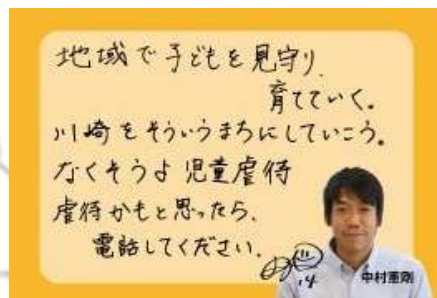 地域で子どもを見守り、
育てていく。
川崎をそういうまちにしていこう。
なくそうよ 児童虐待
虐待かもと思ったら、
電話してください。
14
中村憲剛